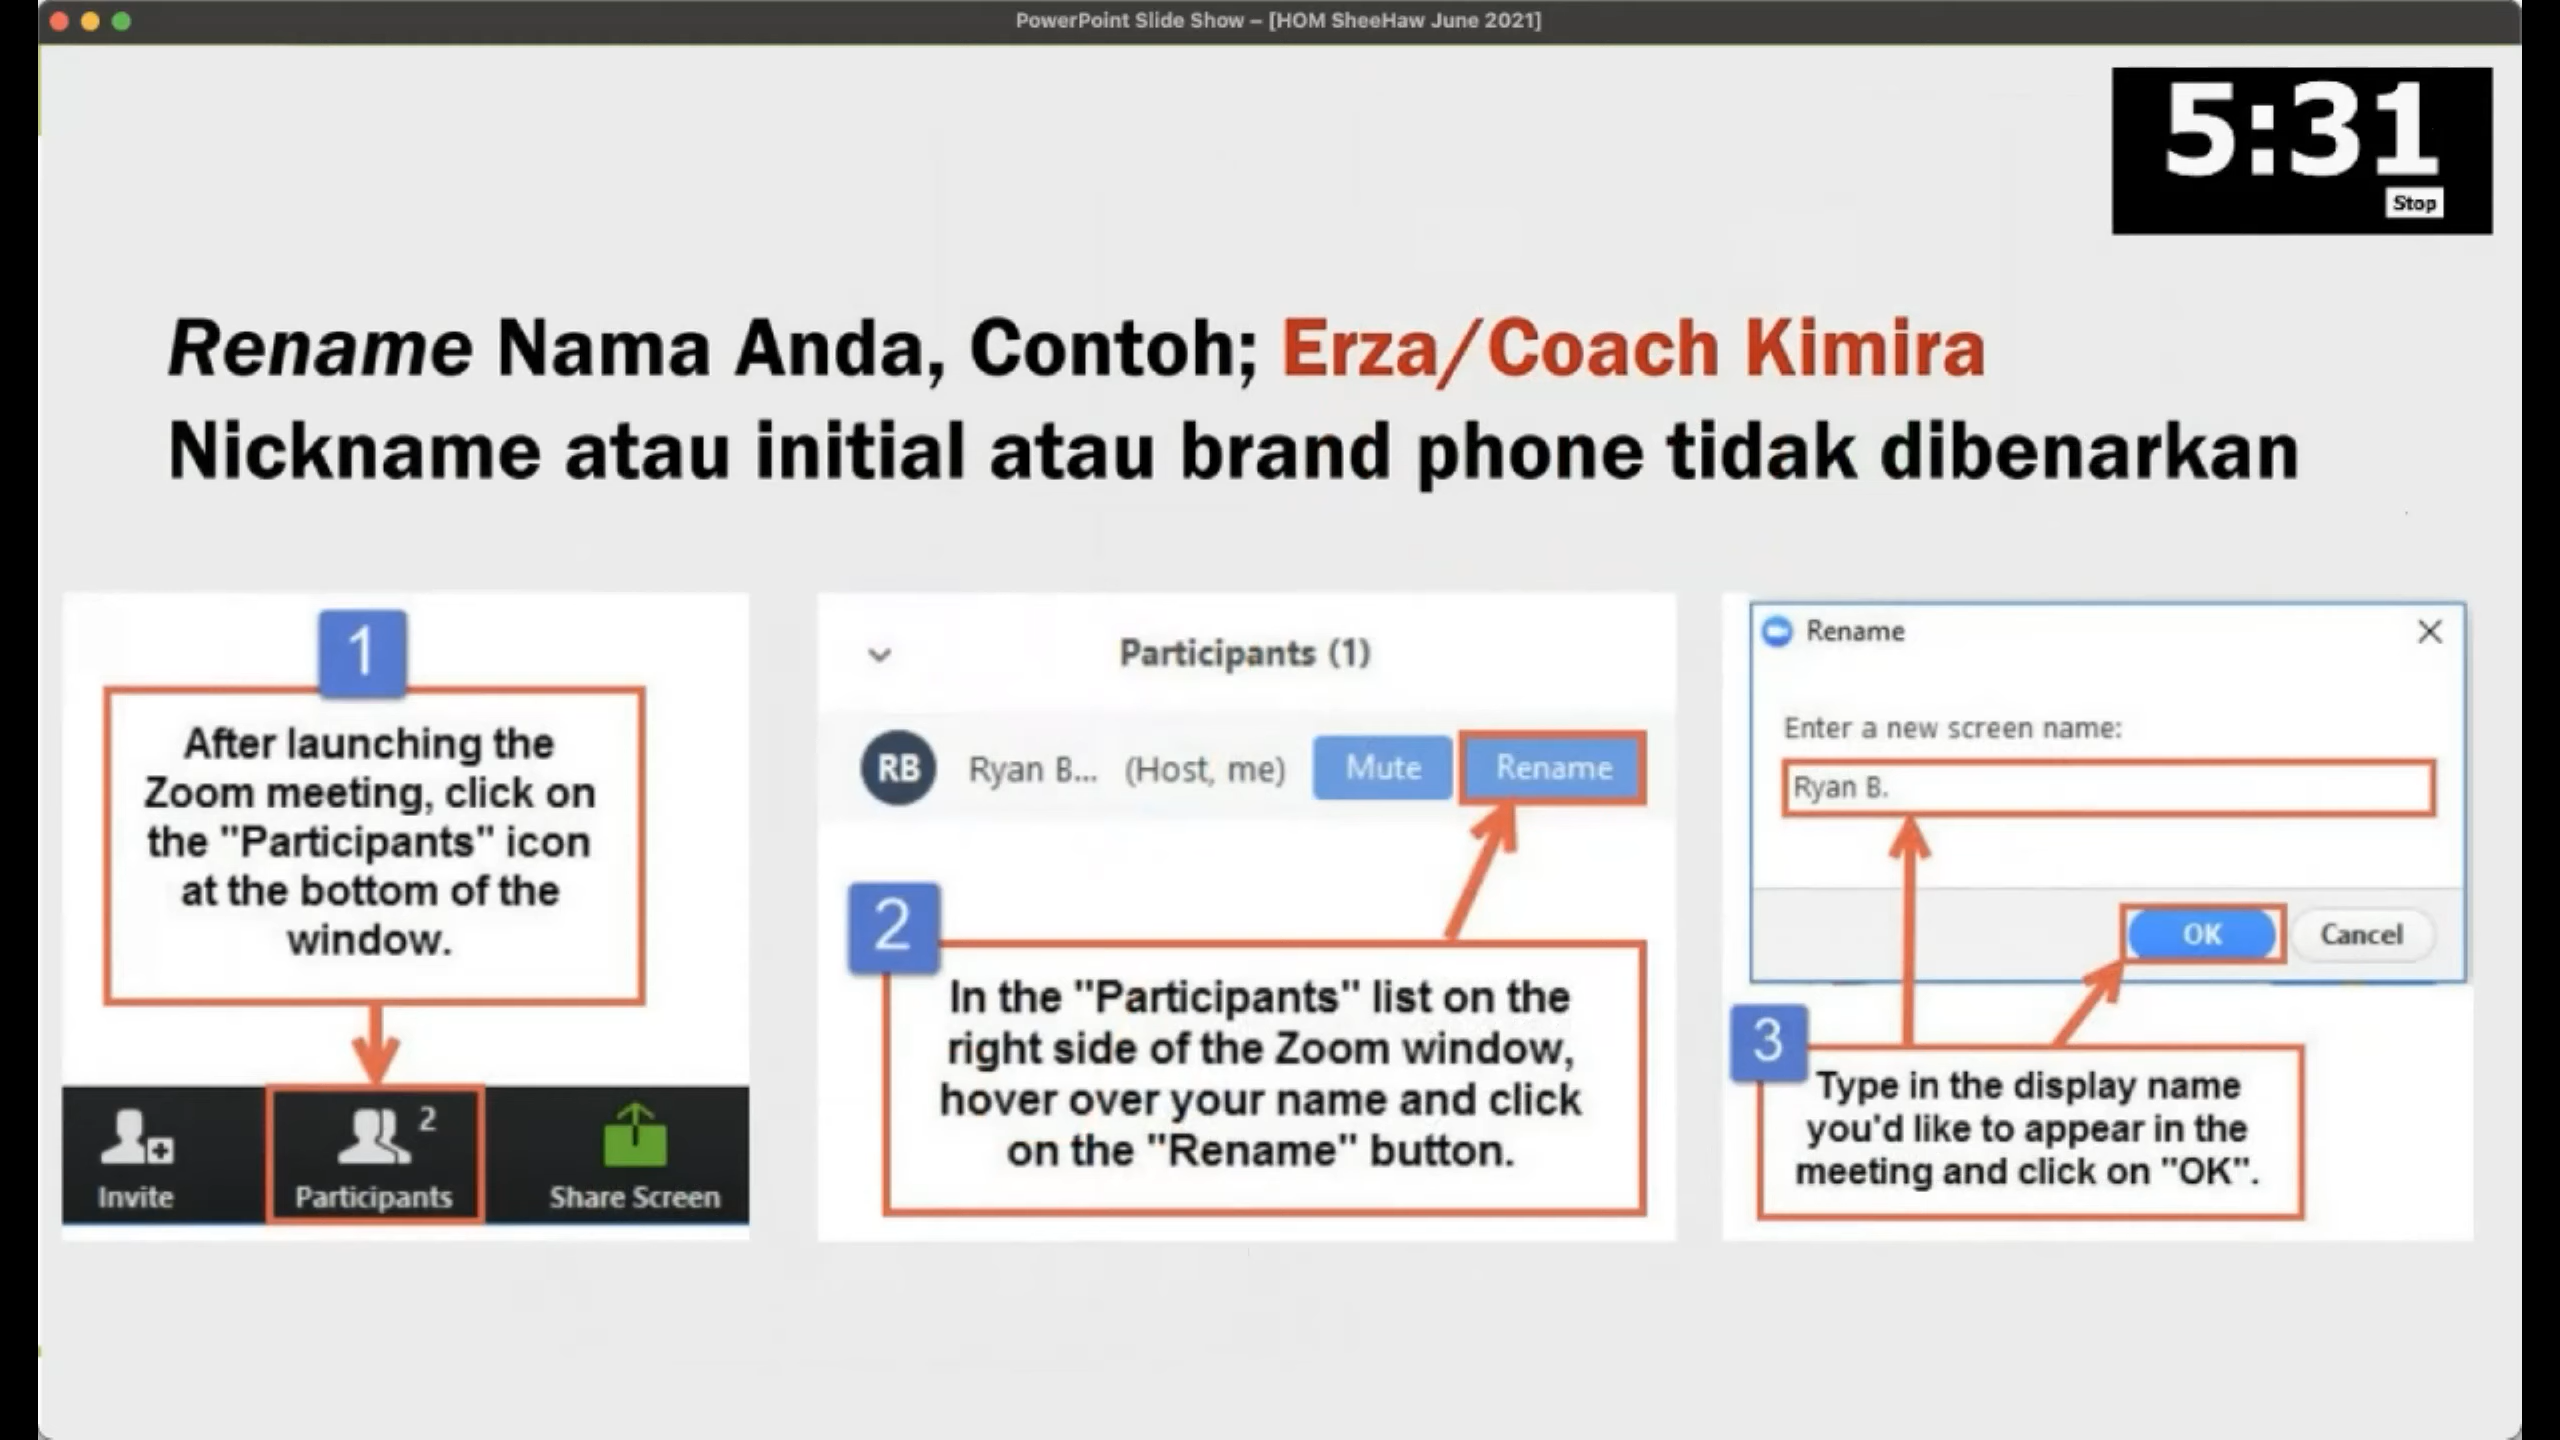 PowerPoint Slide Show – [HOM SheeHaw June 2021]
5:31
Stop
Rename Nama Anda, Contoh; Erza/Coach Kimira
Nickname atau initial atau brand phone tidak dibenarkan
1
After launching the
Zoom meeting, click on
the "Participants" icon
at the bottom of the
window.
Invite
Participants
2
Share Screen
Participants (1)
RB Ryan B... (Host, me) Mute Rename
2
In the "Participants" list on the
right side of the Zoom window,
hover over your name and click
on the "Rename" button.
Rename
Enter a new screen name:
Ryan B.
OK Cancel
3
Type in the display name
you'd like to appear in the
meeting and click on "OK".